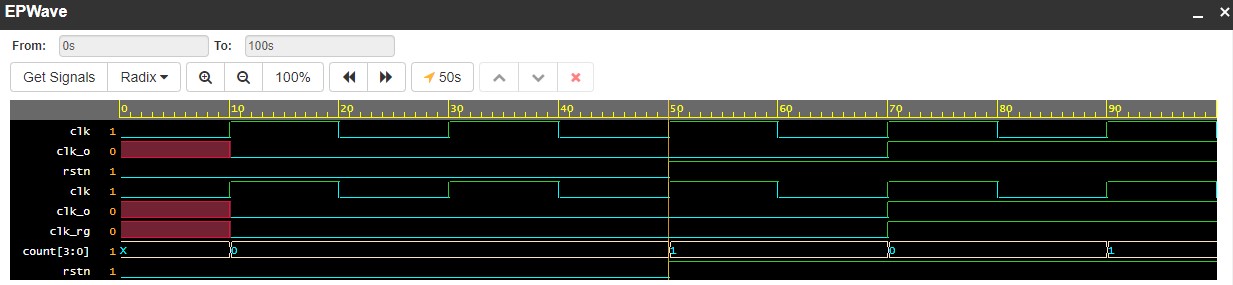 EPWave
From: 0s To: 100s
Get Signals Radix 100% 50s
0 10 20 30 40 50 60 70 80 90
clk 1
clk_o 0
rstn 1
clk 1
clk_o 0
clk_rg 0
count[3:0] 1 X 0 1 0 1
rstn 1